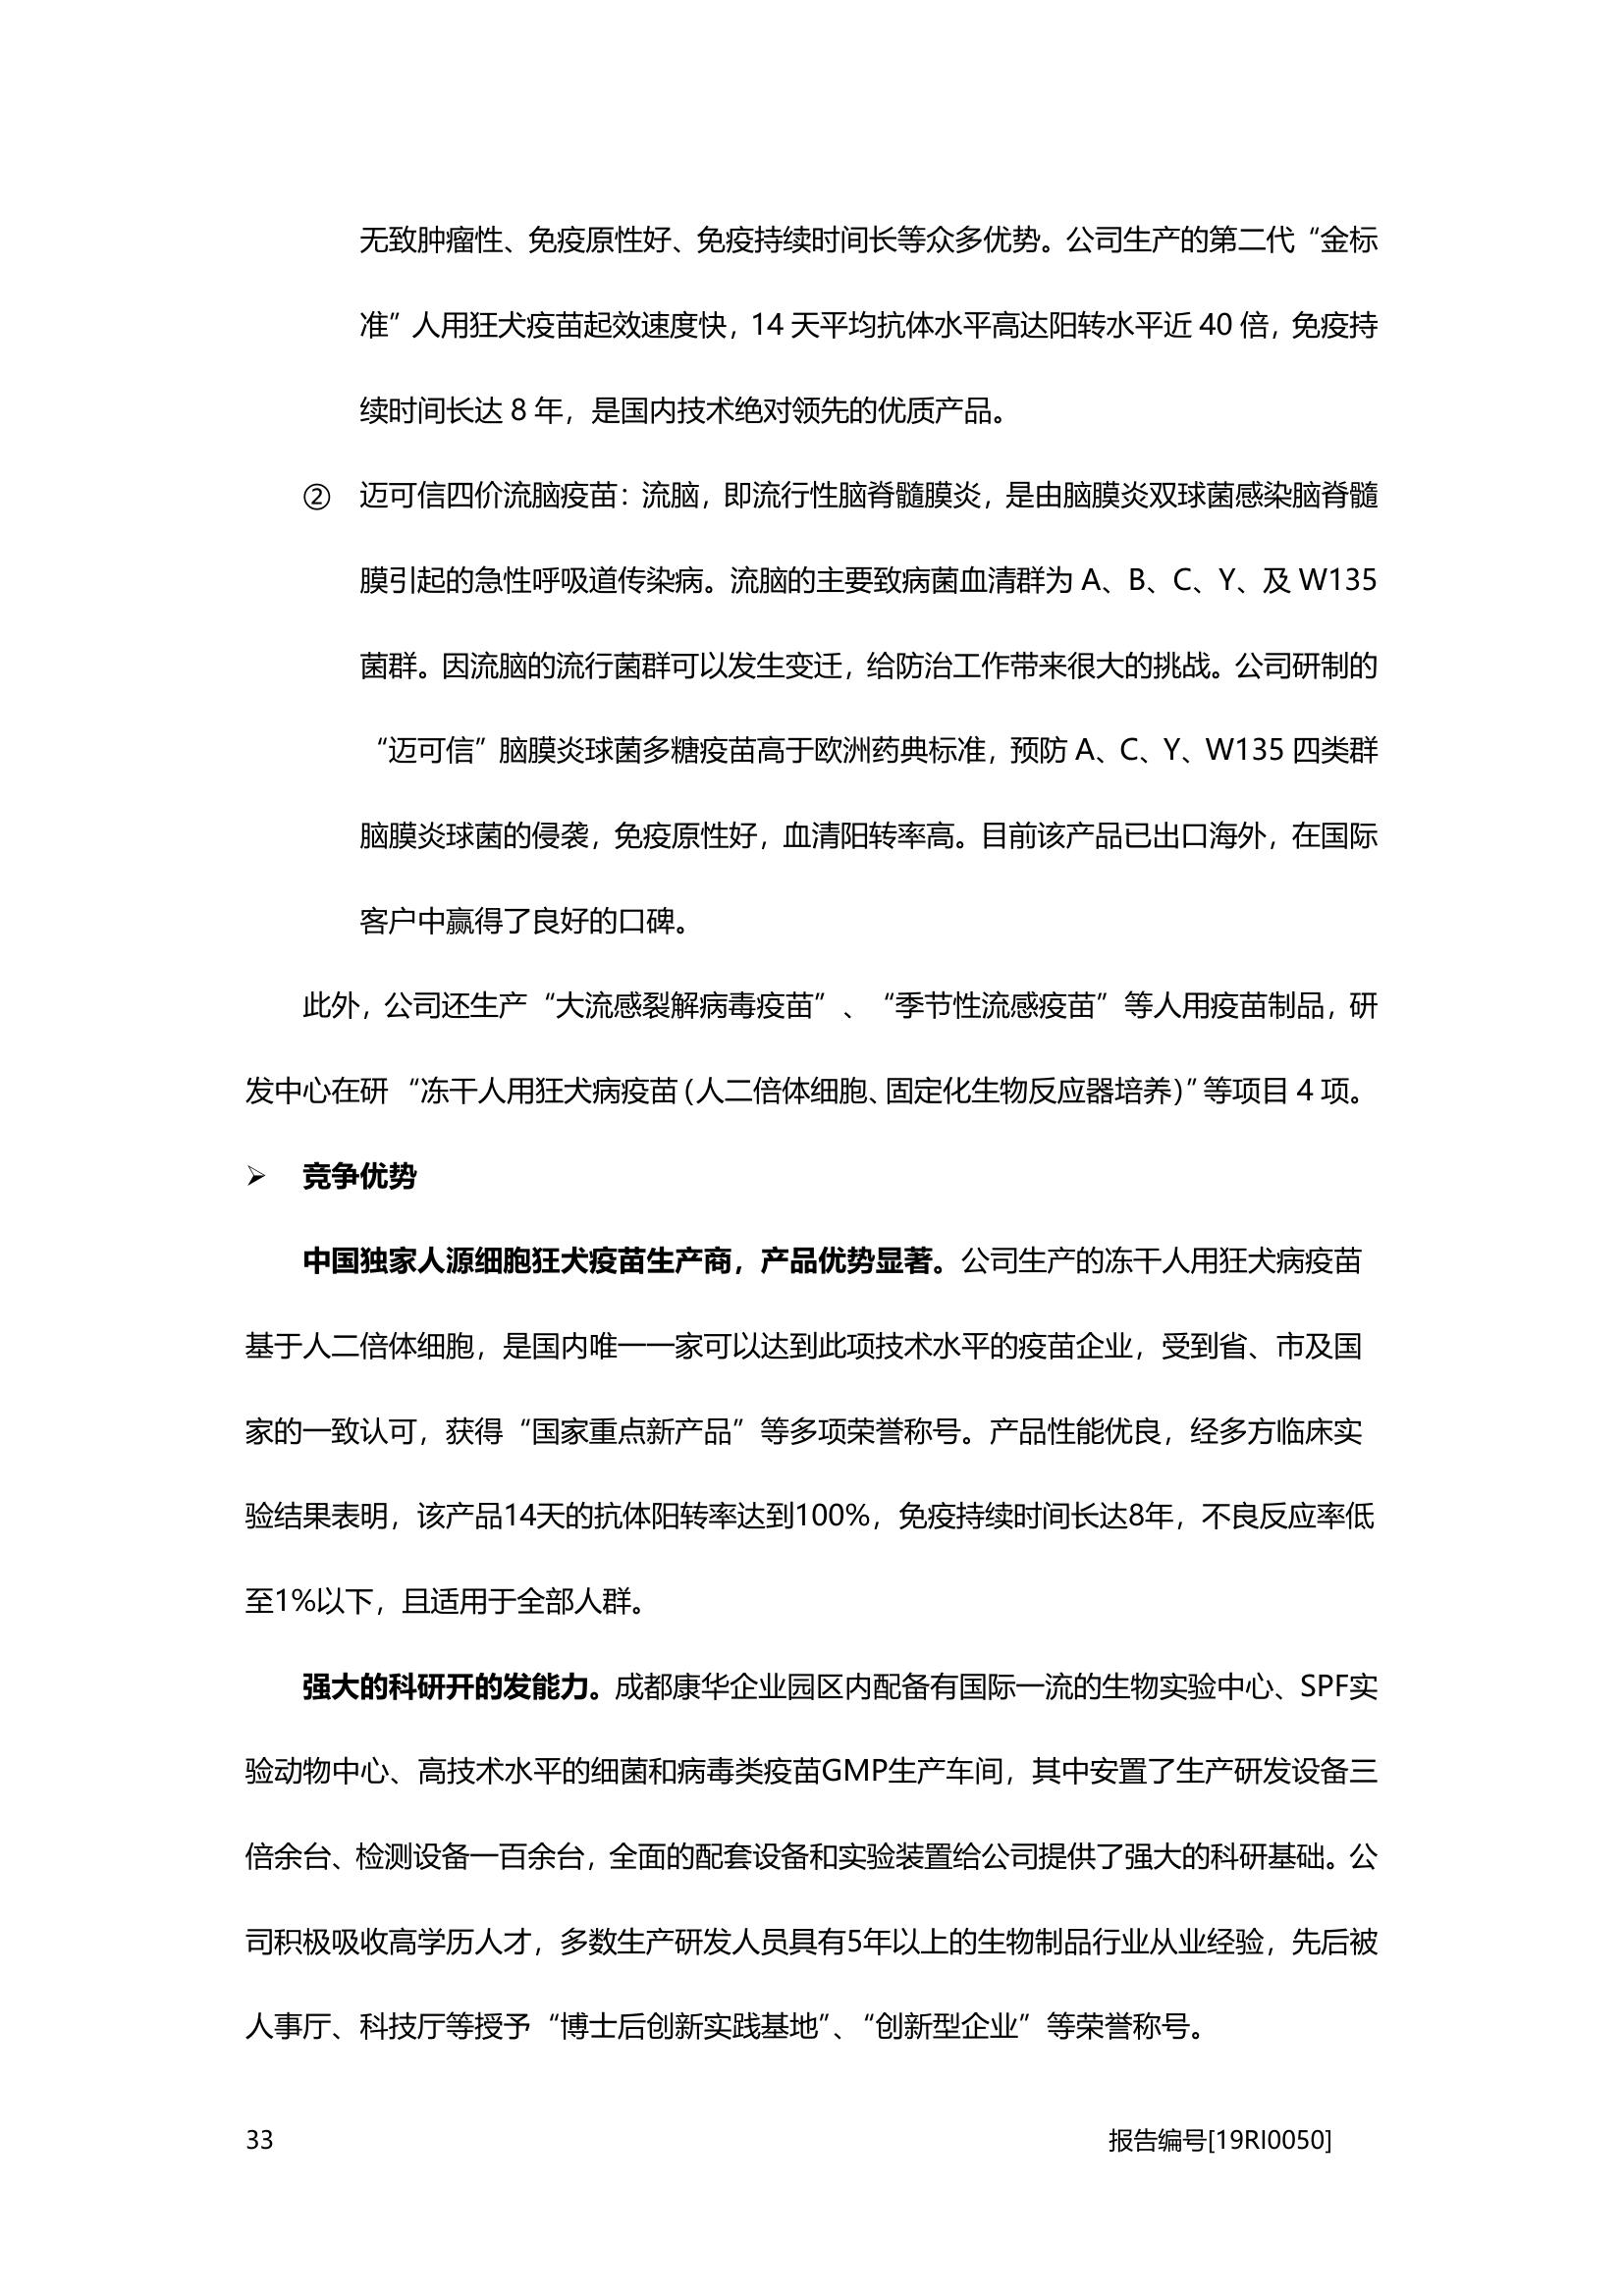 无致肿瘤性、免疫原性好、免疫持续时间长等众多优势。公司生产的第二代“金标
准”人用狂犬疫苗起效速度快，14 天平均抗体水平高达阳转水平近 40 倍，免疫持
续时间长达 8 年，是国内技术绝对领先的优质产品。
② 迈可信四价流脑疫苗：流脑，即流行性脑脊髓膜炎，是由脑膜炎双球菌感染脑脊髓
膜引起的急性呼吸道传染病。流脑的主要致病菌血清群为 A、B、C、Y、及 W135
菌群。因流脑的流行菌群可以发生变迁，给防治工作带来很大的挑战。公司研制的
“迈可信”脑膜炎球菌多糖疫苗高于欧洲药典标准，预防 A、C、Y、W135 四类群
脑膜炎球菌的侵袭，免疫原性好，血清阳转率高。目前该产品已出口海外，在国际
客户中赢得了良好的口碑。
此外，公司还生产“大流感裂解病毒疫苗”、“季节性流感疫苗”等人用疫苗制品，研
发中心在研 “冻干人用狂犬病疫苗（人二倍体细胞、固定化生物反应器培养）”等项目 4 项。
➢ 竞争优势
中国独家人源细胞狂犬疫苗生产商，产品优势显著。公司生产的冻干人用狂犬病疫苗
基于人二倍体细胞，是国内唯一一家可以达到此项技术水平的疫苗企业，受到省、市及国
家的一致认可，获得“国家重点新产品”等多项荣誉称号。产品性能优良，经多方临床实
验结果表明，该产品14天的抗体阳转率达到100%，免疫持续时间长达8年，不良反应率低
至1%以下，且适用于全部人群。
强大的科研开的发能力。成都康华企业园区内配备有国际一流的生物实验中心、SPF实
验动物中心、高技术水平的细菌和病毒类疫苗GMP生产车间，其中安置了生产研发设备三
倍余台、检测设备一百余台，全面的配套设备和实验装置给公司提供了强大的科研基础。公
司积极吸收高学历人才，多数生产研发人员具有5年以上的生物制品行业从业经验，先后被
人事厅、科技厅等授予“博士后创新实践基地”、“创新型企业”等荣誉称号。
33 报告编号[19RI0050]